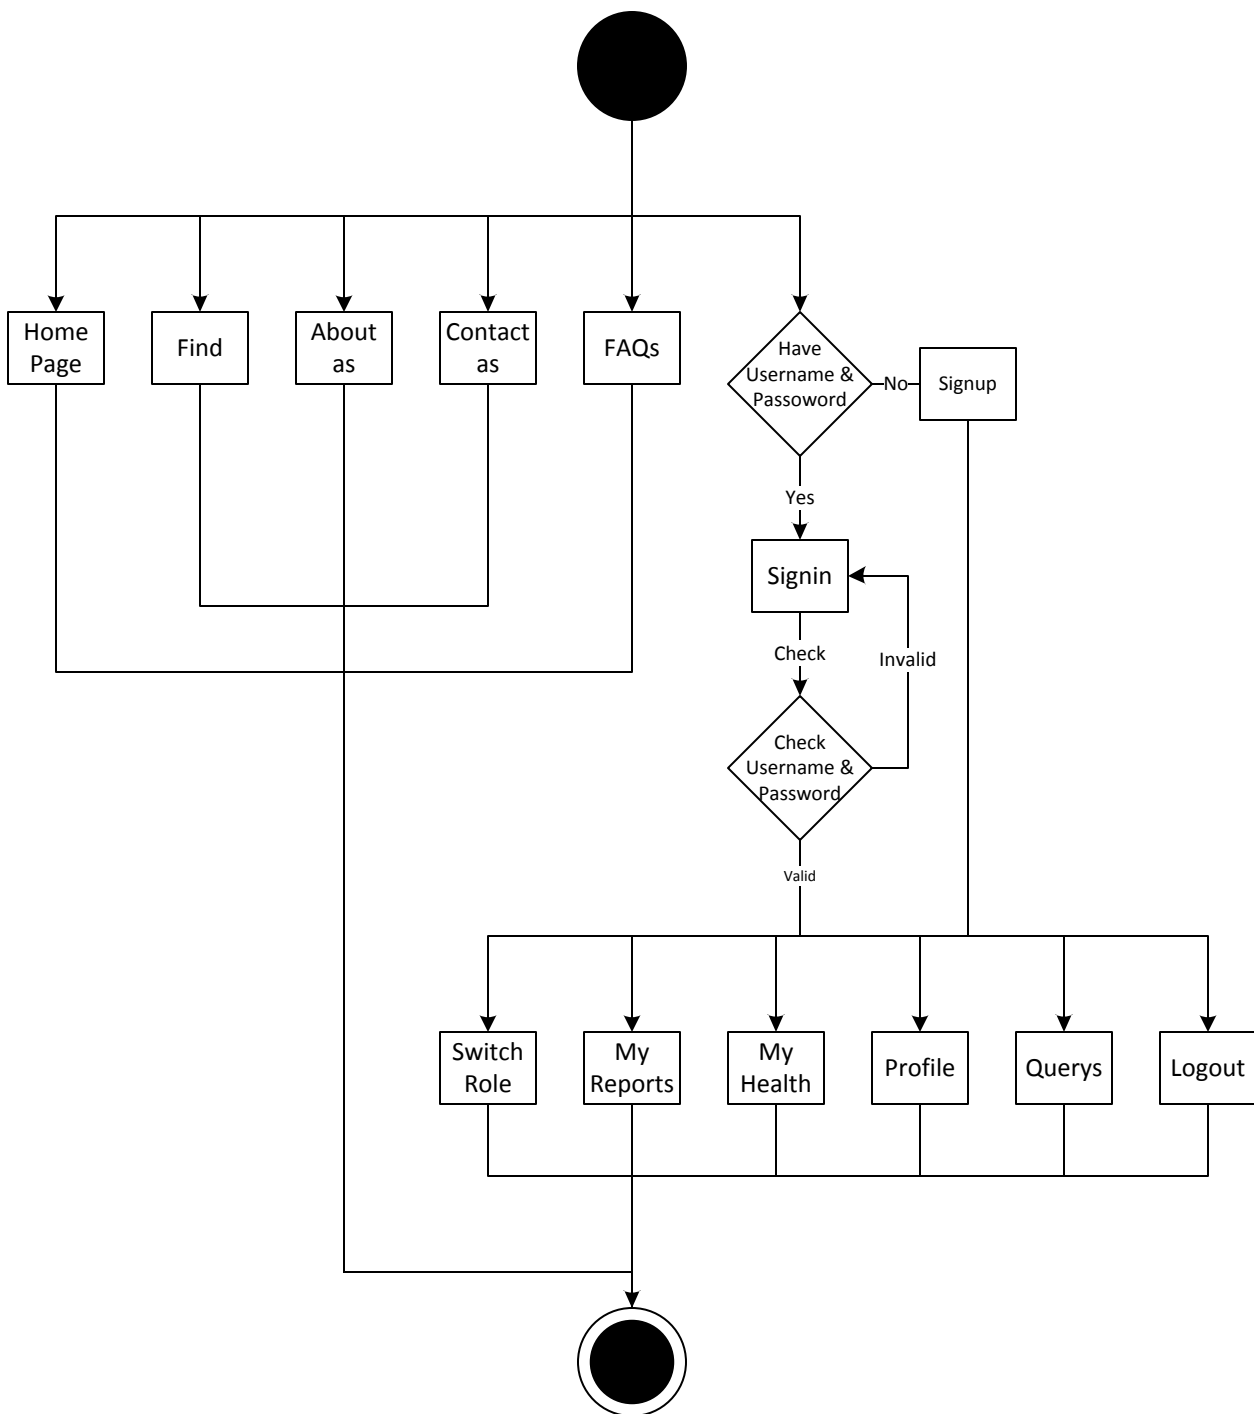 Home
Page
Find
About
as
Contact
as
FAQs
Have
Username &
Passoword
No
Signup
Yes
Signin
Check
Invalid
Check
Username &
Password
Valid
Switch
Role
My
Reports
My
Health
Profile
Querys
Logout